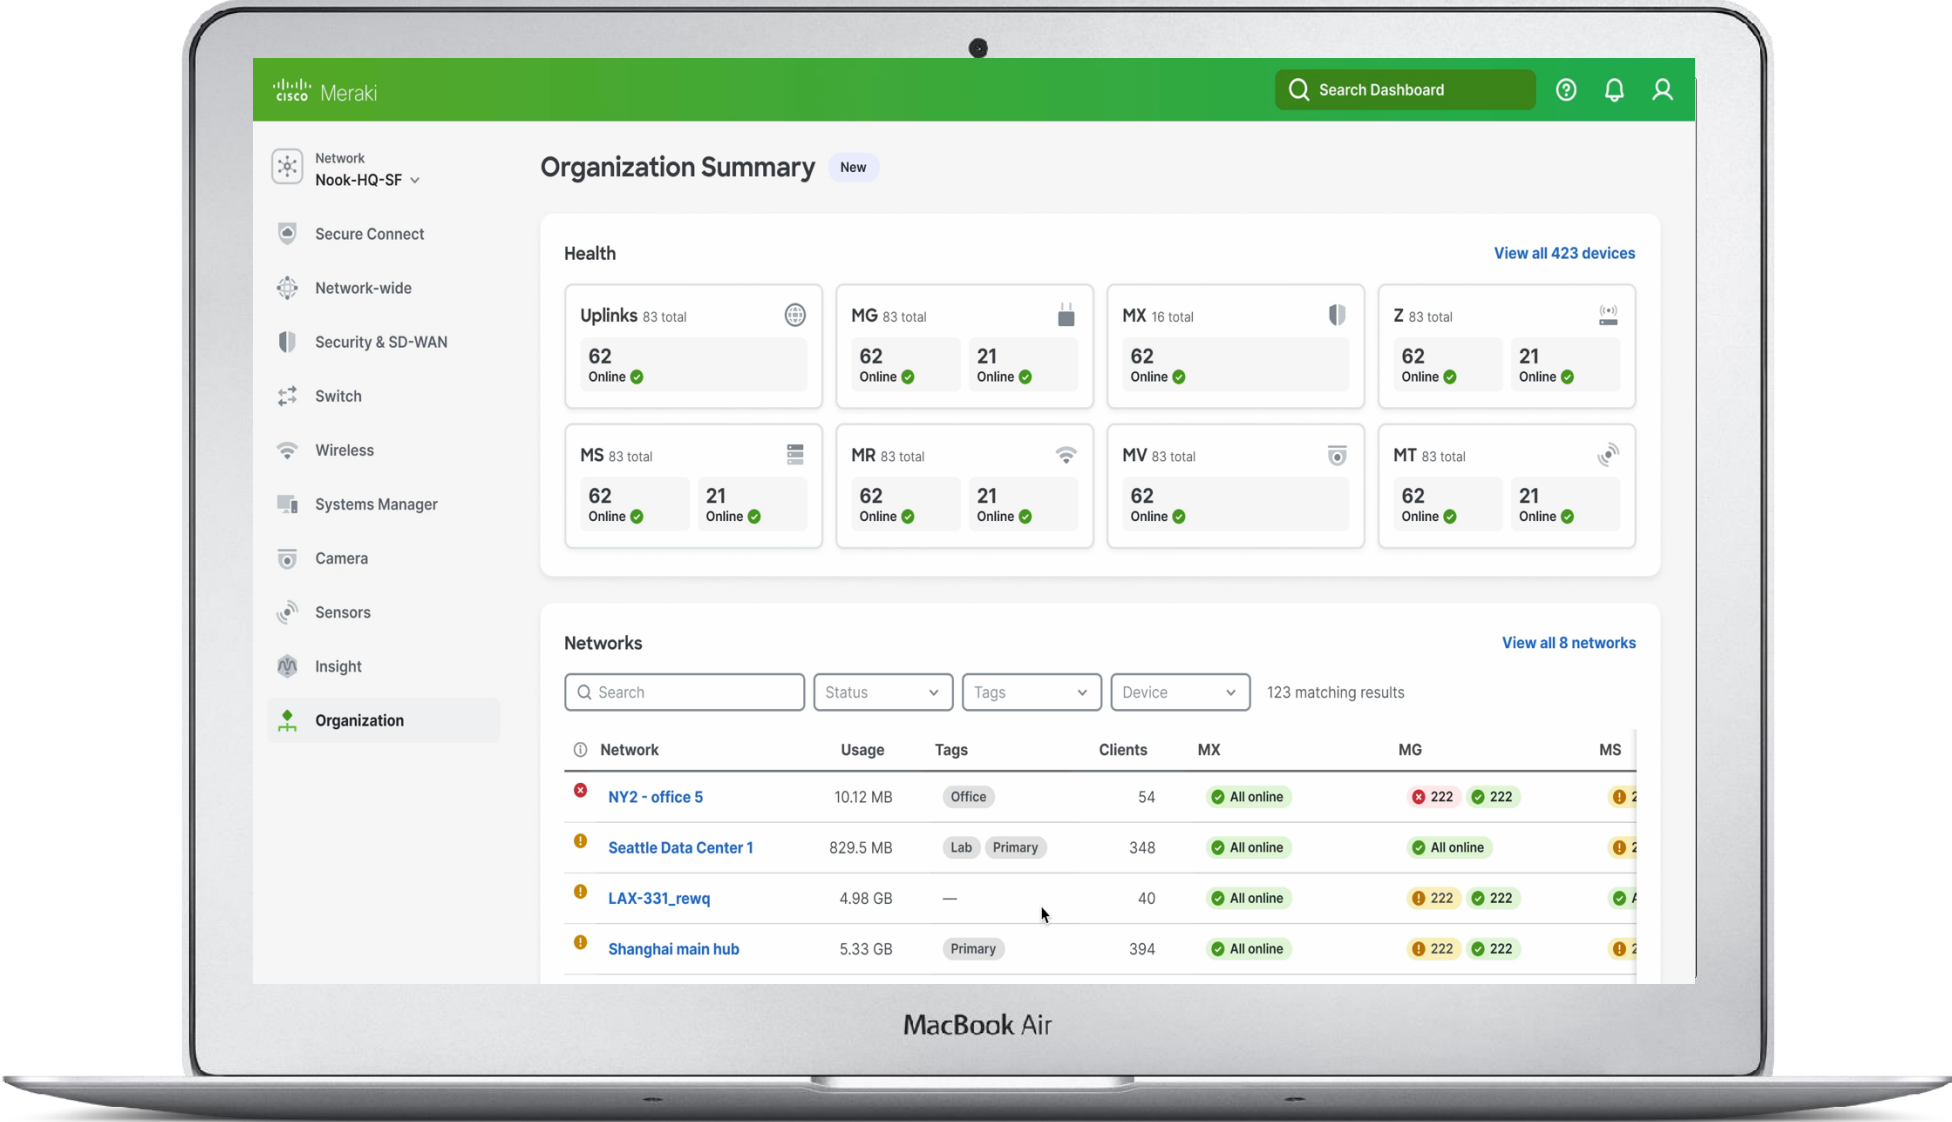 cisco Meraki
Search Dashboard
Network
Nook-HQ-SF
Organization Summary New
Secure Connect
Network-wide
Security & SD-WAN
Switch
Wireless
Systems Manager
Camera
Sensors
Insight
Organization
Health View all 423 devices
Uplinks 83 total
62
Online
MG 83 total
62 21
Online Online
MX 16 total
62
Online
Z 83 total
62 21
Online Online
MS 83 total
62 21
Online Online
MR 83 total
62 21
Online Online
MV 83 total
62
Online
MT 83 total
62 21
Online Online
Networks View all 8 networks
Search Status Tags Device 123 matching results
Network Usage Tags Clients MX MG MS
NY2 - office 5 10.12 MB Office 54 All online 222 222 2
Seattle Data Center 1 829.5 MB Lab Primary 348 All online All online 2
LAX-331_rewq 4.98 GB — 40 All online 222 222
Shanghai main hub 5.33 GB Primary 394 All online 222 222 2
MacBook Air